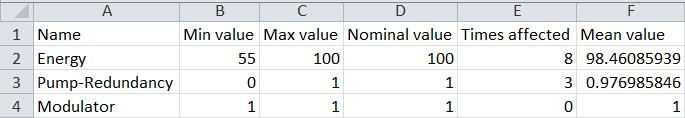 A B C D E F
1 Name Min value Max value Nominal value Times affected Mean value
2 Energy 55 100 100 8 98.46085939
3 Pump-Redundancy 0 1 1 3 0.976985846
4 Modulator 1 1 1 0 1